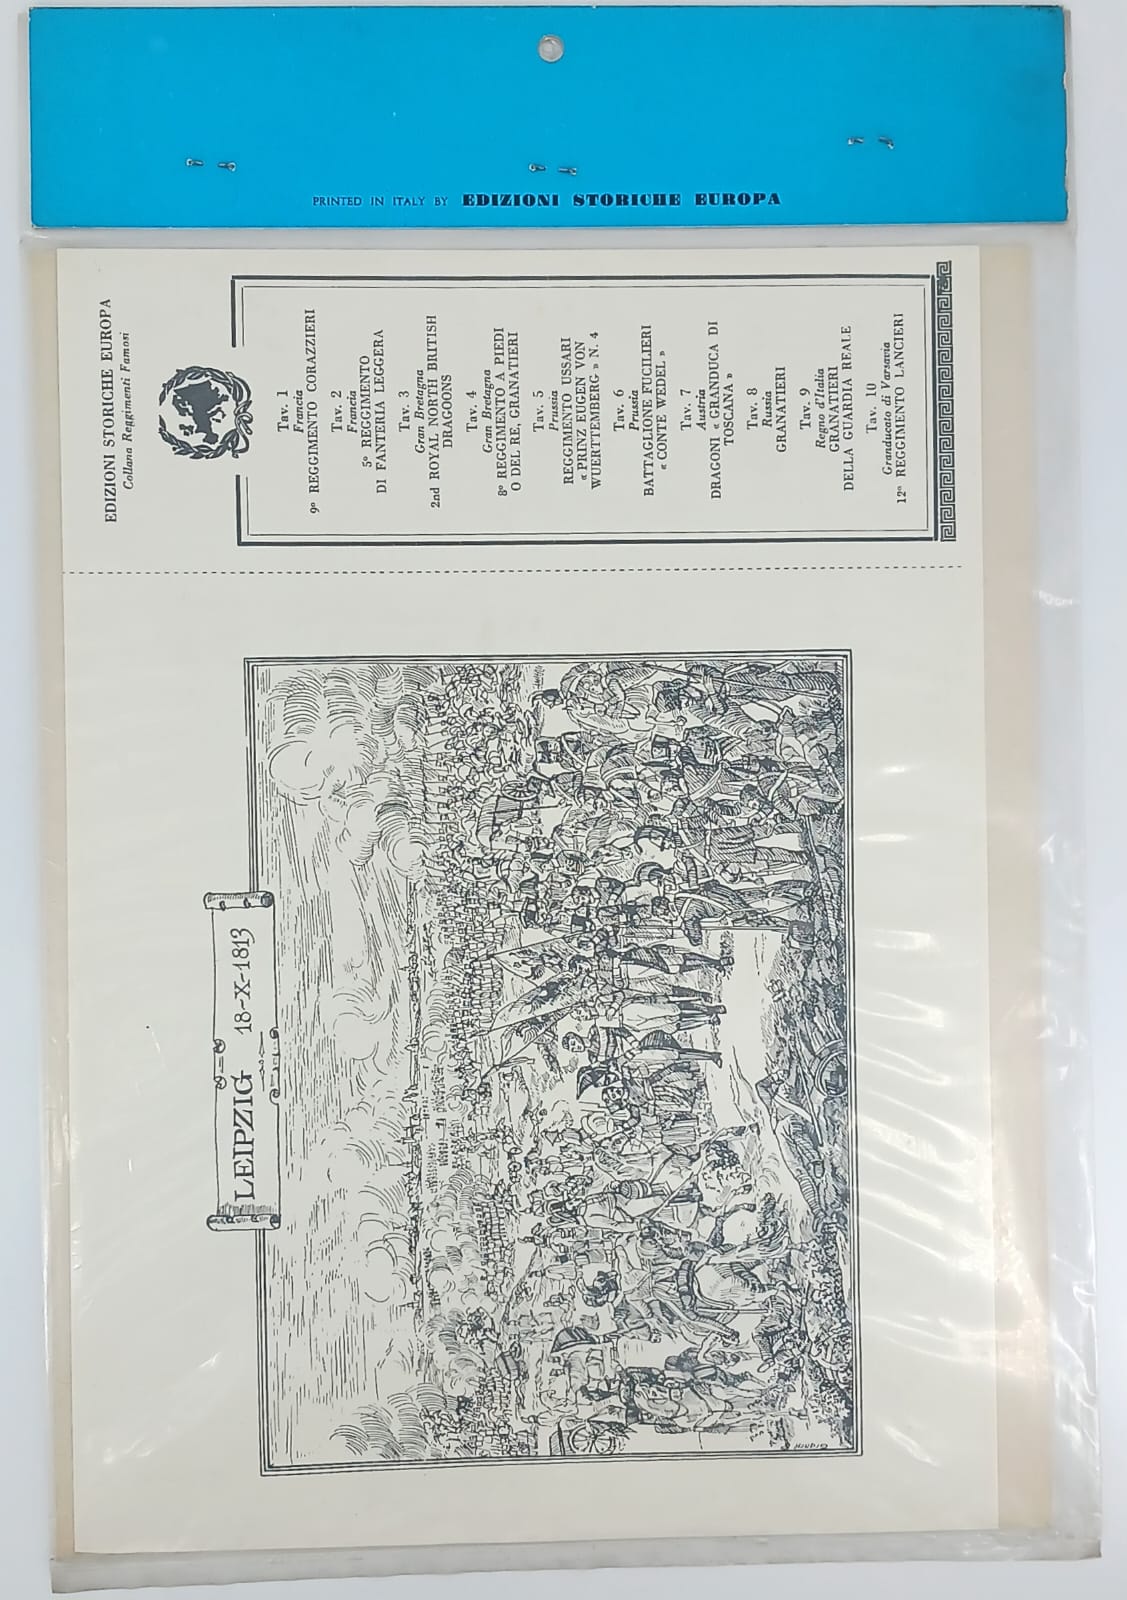 PRINTED IN ITALY BY EDIZIONI STORICHE EUROPA
EDIZIONI STORICHE EUROPA
Collana Reggimenti Famosi
Tav. 1
Francia
9º REGGIMENTO CORAZZIERI
Tav. 2
Francia
5º REGGIMENTO
DI FANTERIA LEGGERA
Tav. 3
Gran Bretagna
2nd ROYAL NORTH BRITISH
DRAGOONS
Tav. 4
Gran Bretagna
8º REGGIMENTO A PIEDI
O DEL RE, GRANATIERI
Tav. 5
Prussia
REGGIMENTO USSARI
« PRINZ EUGEN VON
WUERTTEMBERG » N. 4
Tav. 6
Prussia
BATTAGLIONE FUCILIERI
« CONTE WEDEL »
Tav. 7
Austria
DRAGONI « GRANDUCA DI
TOSCANA »
Tav. 8
Russia
GRANATIERI
Tav. 9
Regno d'Italia
GRANATIERI
DELLA GUARDIA REALE
Tav. 10
Granducato di Varsavia
12º REGGIMENTO LANCIERI
LEIPZIG 18-X-1813